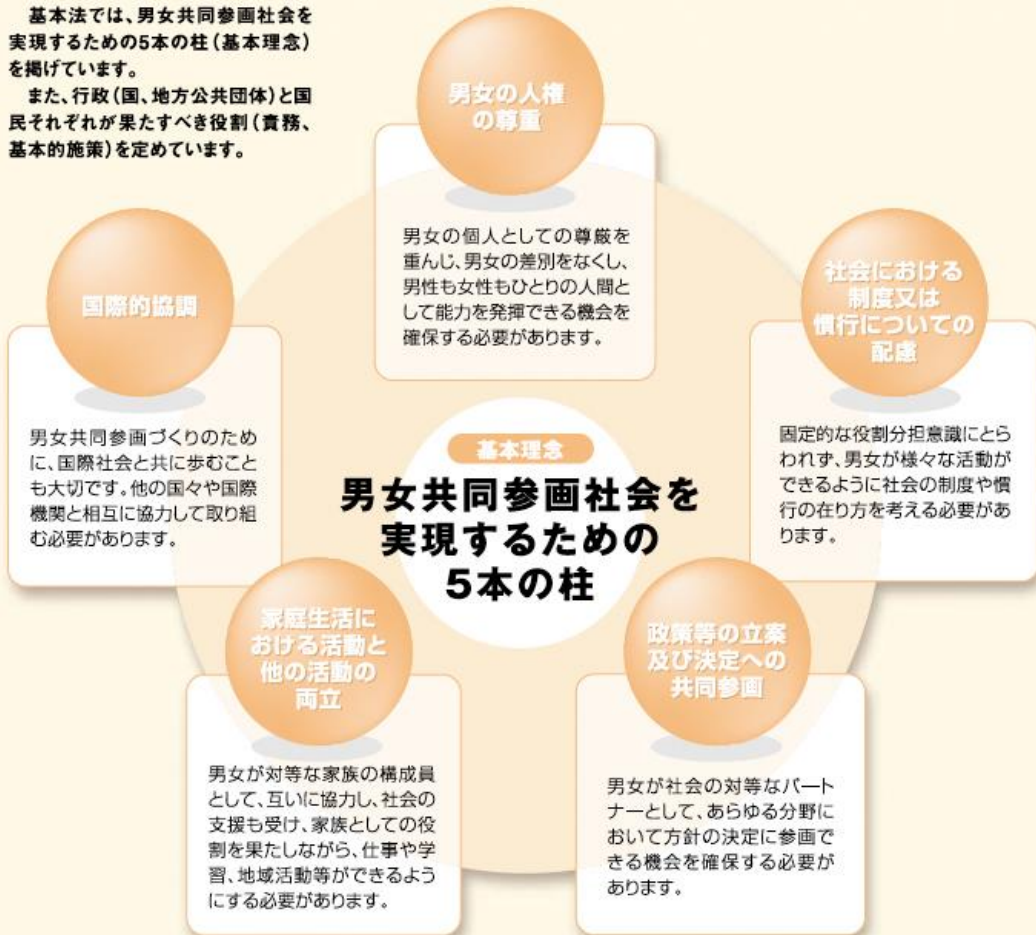 基本法では、男女共同参画社会を
実現するための5本の柱(基本理念)
を掲げています。
また、行政(国、地方公共団体)と国
民それぞれが果たすべき役割(責務、
基本的施策)を定めています。
男女の人権
の尊重
男女の個人としての尊厳を
重んじ、男女の差別をなくし、
男性も女性もひとりの人間と
して能力を発揮できる機会を
確保する必要があります。
社会における
制度又は
慣行についての
配慮
固定的な役割分担意識にとら
われず、男女が様々な活動が
できるように社会の制度や慣
行の在り方を考える必要があ
ります。
政策等の立案
及び決定への
共同参画
男女が社会の対等なパート
ナーとして、あらゆる分野に
おいて方針の決定に参画で
きる機会を確保する必要が
あります。
家庭生活に
おける活動と
他の活動の
両立
男女が対等な家族の構成員
として、互いに協力し、社会の
支援も受け、家族としての役
割を果たしながら、仕事や学
習、地域活動等ができるよう
にする必要があります。
国際的協調
男女共同参画づくりのため
に、国際社会と共に歩むこと
も大切です。他の国々や国際
機関と相互に協力して取り組
む必要があります。
基本理念
男女共同参画社会を
実現するための
5本の柱